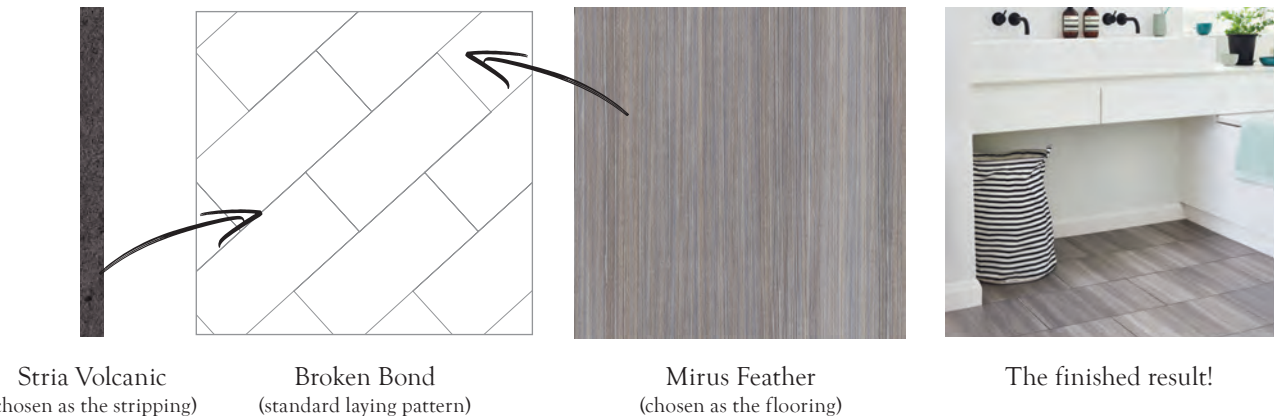 Stria Volcanic
chosen as the stripping)
Broken Bond
(standard laying pattern)
Mirus Feather
(chosen as the flooring)
The finished result!